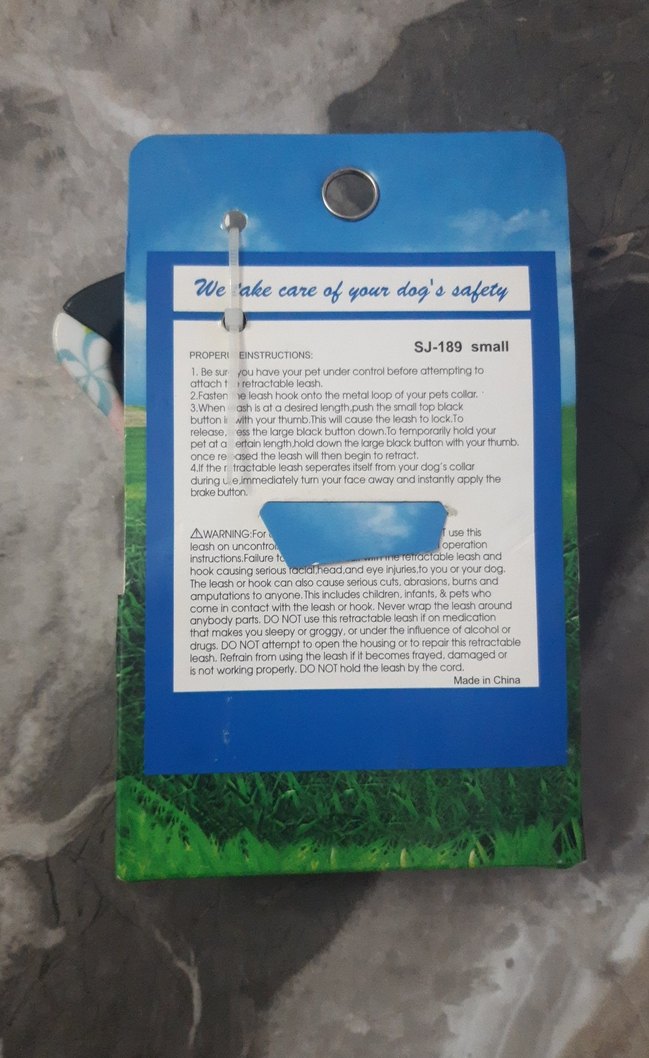 We take care of your dog's safety
SJ-189 small
PROPER EINSTRUCTIONS:
1. Be sure you have your pet under control before attempting to
attach the retractable leash.
2.Fasten the leash hook onto the metal loop of your pets collar.
3.When leash is at a desired length,push the small top black
button with your thumb.This will cause the leash to lock.To
release,press the large black button down.To temporarily hold your
pet at a certain length,hold down the large black button with your thumb.
once released the leash will then begin to retract.
4.If the retractable leash seperates itself from your dog's collar
during use,immediately turn your face away and instantly apply the
brake button.
⚠WARNING:For use this
leash on operation
instructions.Failure the retractable leash and
hook causing serious facial,head,and eye injuries,to you or your dog.
The leash or hook can also cause serious cuts, abrasions, burns and
amputations to anyone. This includes children, infants, & pets who
come in contact with the leash or hook. Never wrap the leash around
anybody parts. DO NOT use this retractable leash if on medication
that makes you sleepy or groggy, or under the influence of alcohol or
drugs. DO NOT attempt to open the housing or to repair this retractable
leash. Refrain from using the leash if it becomes frayed, damaged or
is not working properly. DO NOT hold the leash by the cord.
Made in China